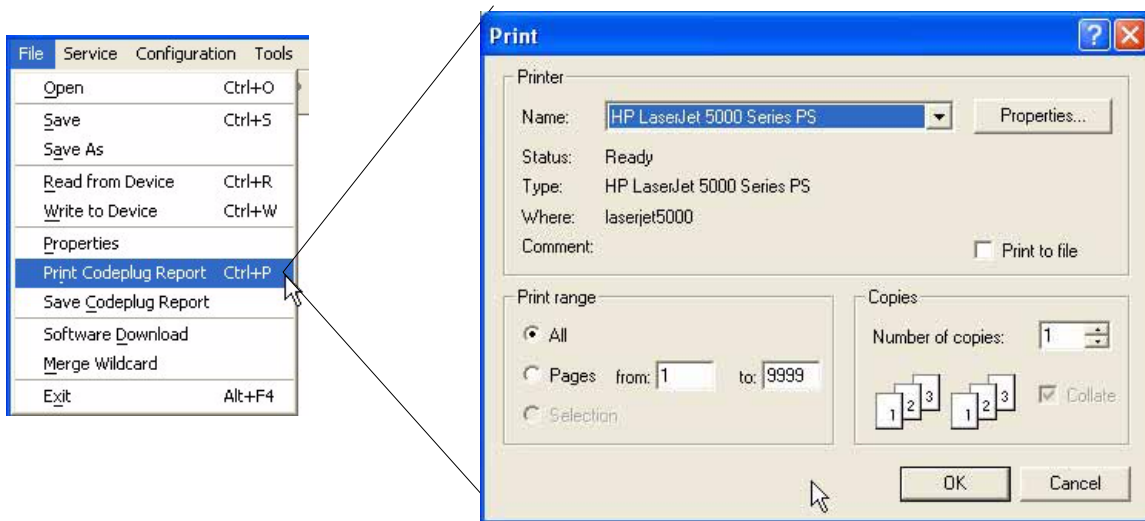 File Service Configuration Tools
Open Ctrl+O
Save Ctrl+S
Save As
Read from Device Ctrl+R
Write to Device Ctrl+W
Properties
Print Codeplug Report Ctrl+P
Save Codeplug Report
Software Download
Merge Wildcard
Exit Alt+F4
Print
Printer
Name: HP LaserJet 5000 Series PS Properties...
Status: Ready
Type: HP LaserJet 5000 Series PS
Where: laserjet5000
Comment: Print to file
Print range
All
Pages from: 1 to: 9999
Selection
Copies
Number of copies: 1
1 2 3 1 2 3 Collate
OK Cancel